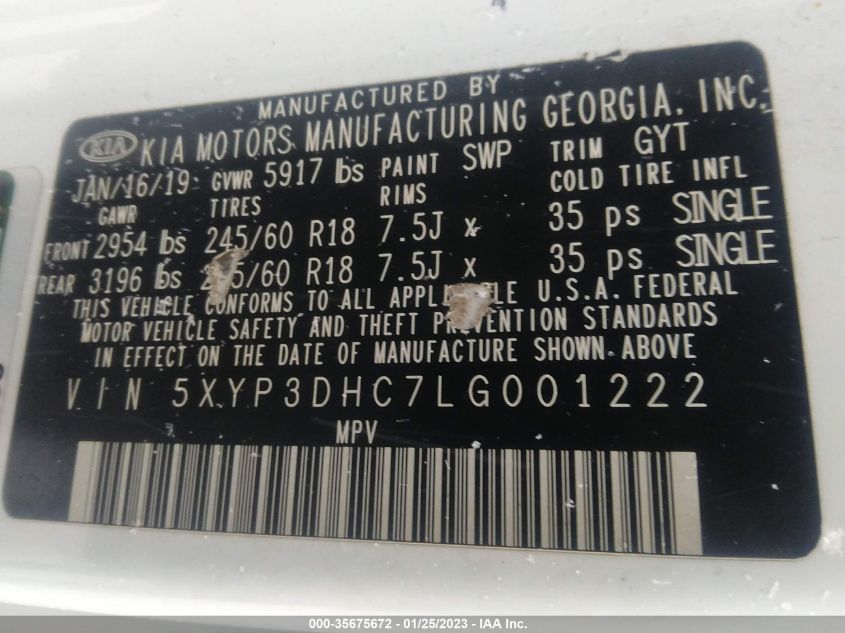 MANUFACTURED BY
KIA KIA MOTORS MANUFACTURING GEORGIA, INC.
JAN/16/19 GVWR 5917 lbs PAINT SWP TRIM GYT
GAWR TIRES RIMS COLD TIRE INFL
FRONT 2954 lbs 245/60 R18 7.5J x 35 ps SINGLE
REAR 3196 lbs R18 7.5J x 35 ps SINGLE
THIS VEHICLE CONFORMS TO ALL U.S.A. FEDERAL
MOTOR VEHICLE SAFETY AND THEFT STANDARDS
IN EFFECT ON THE DATE OF MANUFACTURE SHOWN ABOVE
VIN 5XYP3DHC7LG001222
MPV
000-35675672 - 01/25/2023 - IAA Inc.